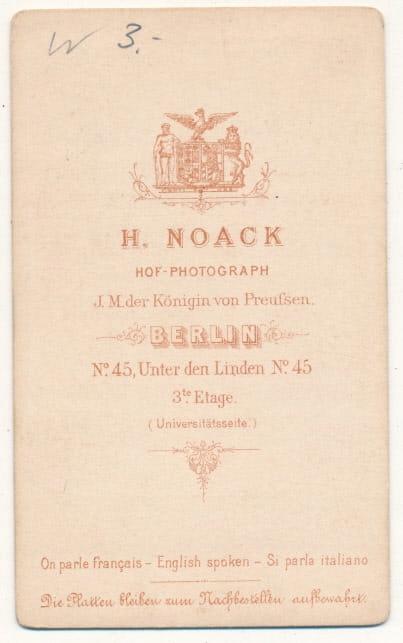 W 3.-
H. NOACK
HOF-PHOTOGRAPH
J. M. der Königin von Preufsen.
BERLIN
No. 45, Unter den Linden No. 45
3te Etage.
(Universitätsseite.)
On parle français - English spoken - Si parla italiano
Die Platten bleiben zum Nachbestellen aufbewahrt.